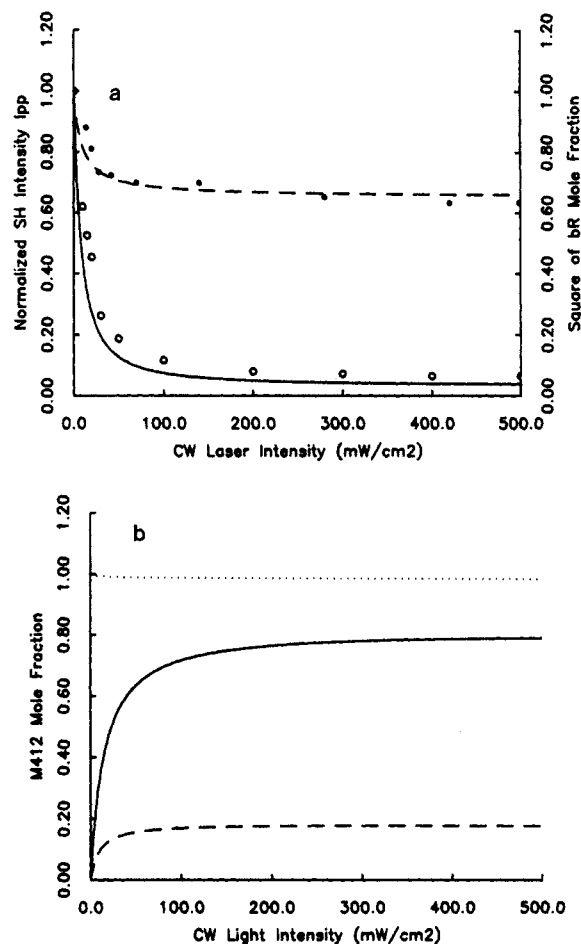 1.20
1.00
0.80
0.60
0.40
0.20
0.00
Normalized SH Intensity Ipp
a
1.20
1.00
0.80
0.60
0.40
0.20
0.00
Square of bR Mole Fraction
0.0 100.0 200.0 300.0 400.0 500.0
CW Laser Intensity (mW/cm2)
1.20
1.00
0.80
0.60
0.40
0.20
0.00
M412 Mole Fraction
b
0.0 100.0 200.0 300.0 400.0 500.0
CW Light Intensity (mW/cm2)